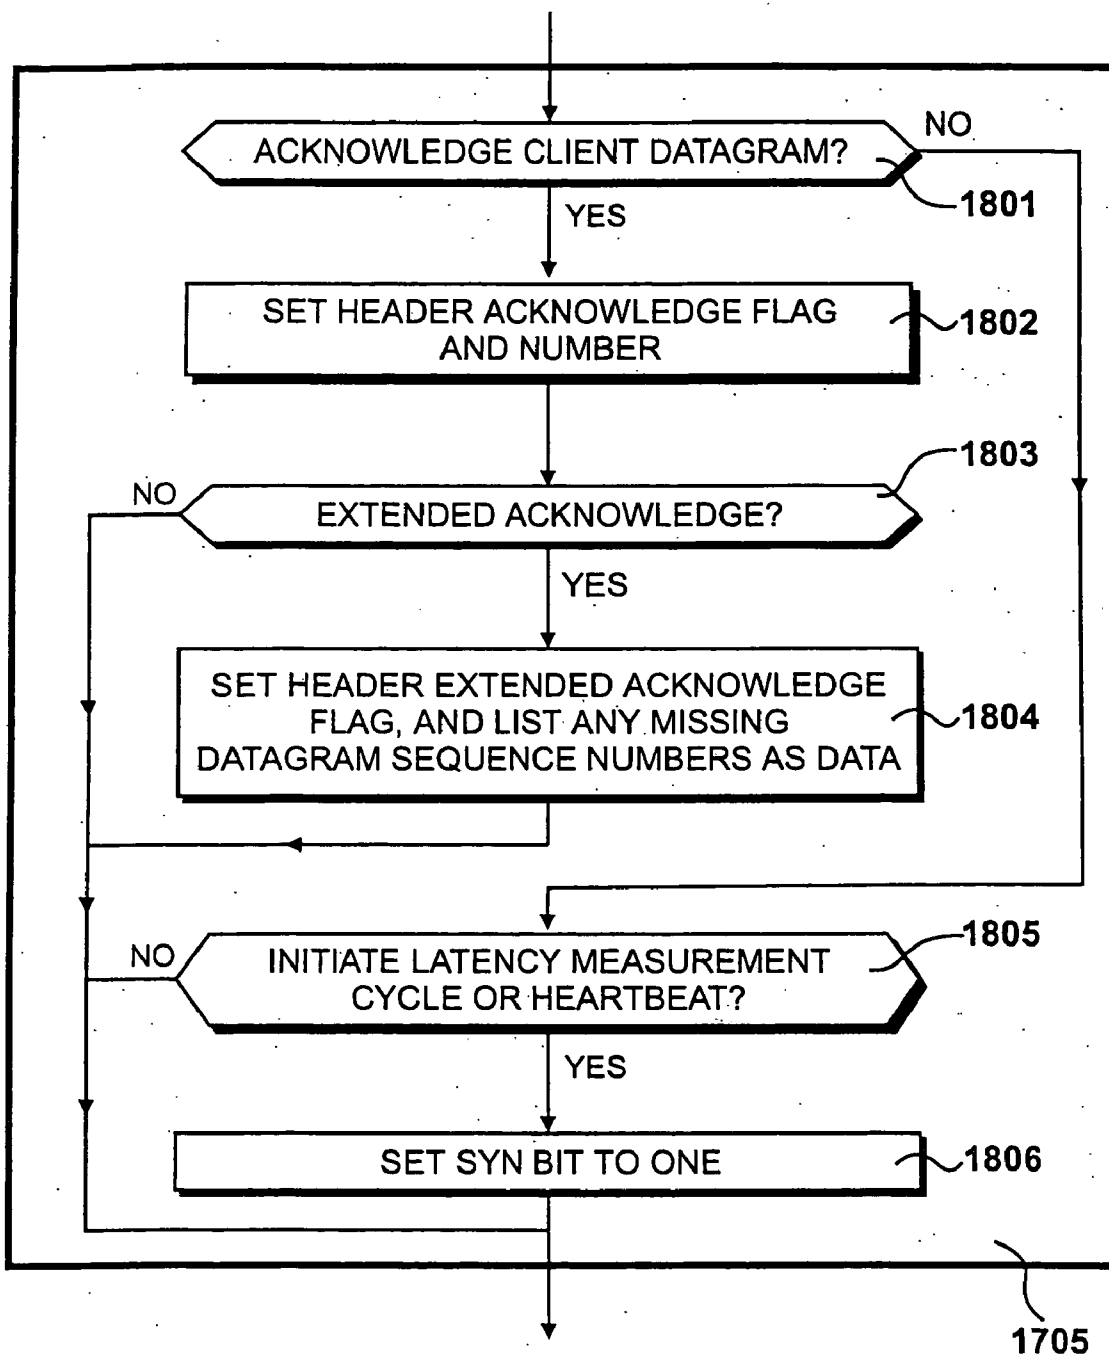 NO
ACKNOWLEDGE CLIENT DATAGRAM?
1801
YES
SET HEADER ACKNOWLEDGE FLAG
AND NUMBER
1802
1803
NO
EXTENDED ACKNOWLEDGE?
YES
SET HEADER EXTENDED ACKNOWLEDGE
FLAG, AND LIST ANY MISSING
DATAGRAM SEQUENCE NUMBERS AS DATA
1804
1805
NO
INITIATE LATENCY MEASUREMENT
CYCLE OR HEARTBEAT?
YES
SET SYN BIT TO ONE
1806
1705